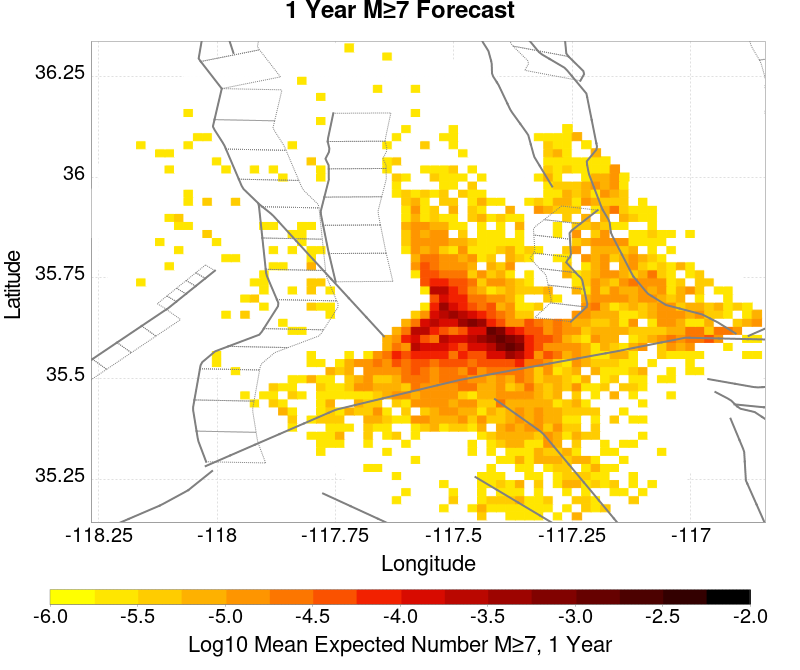 1 Year M≥7 Forecast
36.25
36
35.75
35.5
35.25
Latitude
-118.25 -118 -117.75 -117.5 -117.25 -117
Longitude
-6.0 -5.5 -5.0 -4.5 -4.0 -3.5 -3.0 -2.5 -2.0
Log10 Mean Expected Number M≥7, 1 Year